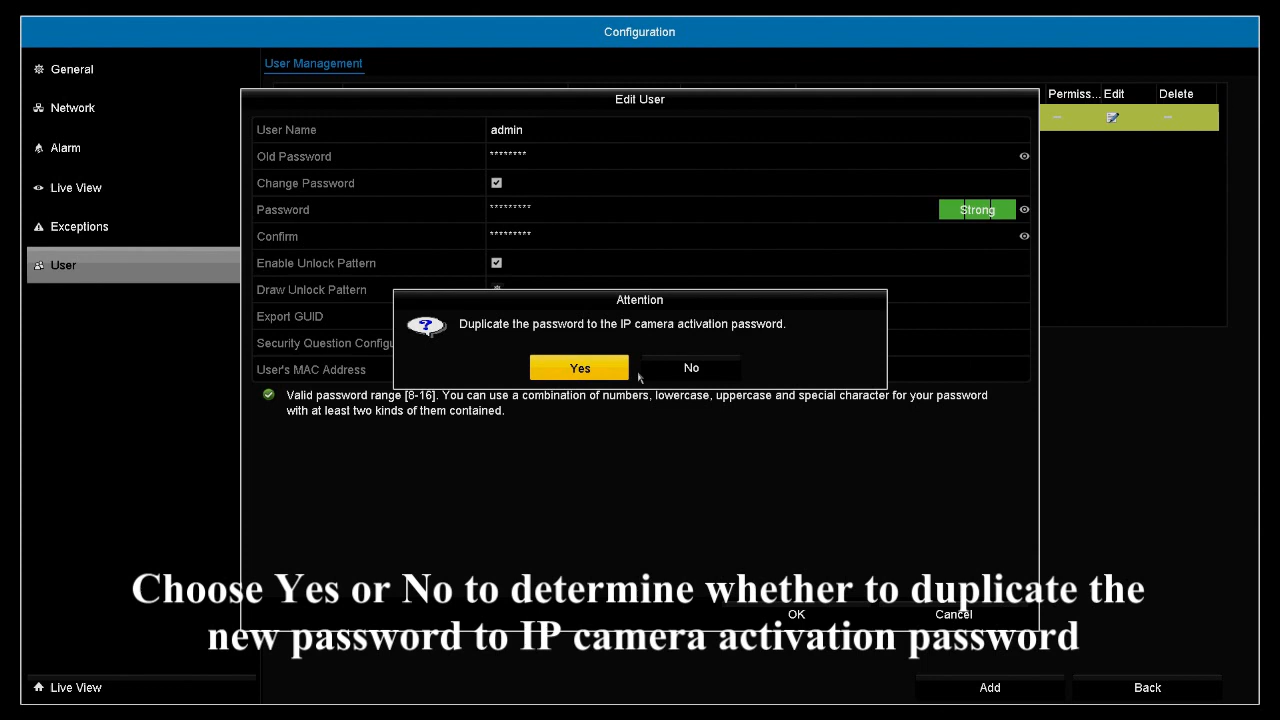 Configuration
General
Network
Alarm
Live View
Exceptions
User
User Management
Permiss... Edit Delete
Edit User
User Name admin
Old Password ********
Change Password
Password ********* Strong
Confirm *********
Enable Unlock Pattern
Draw Unlock Pattern
Export GUID
Security Question Configu
User's MAC Address
Attention
Duplicate the password to the IP camera activation password.
Yes No
Valid password range [8-16]. You can use a combination of numbers, lowercase, uppercase and special character for your password
with at least two kinds of them contained.
OK Cancel
Choose Yes or No to determine whether to duplicate the
new password to IP camera activation password
Live View
Add Back